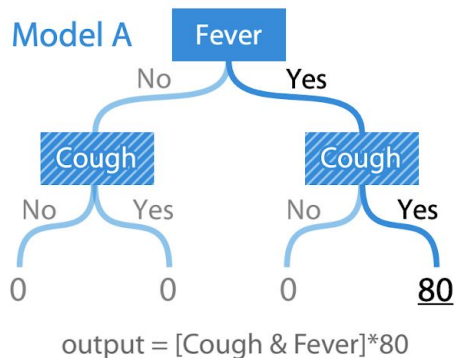 Model A
Fever
No Yes
Cough Cough
No Yes No Yes
0 0 0 80
output = [Cough & Fever]*80